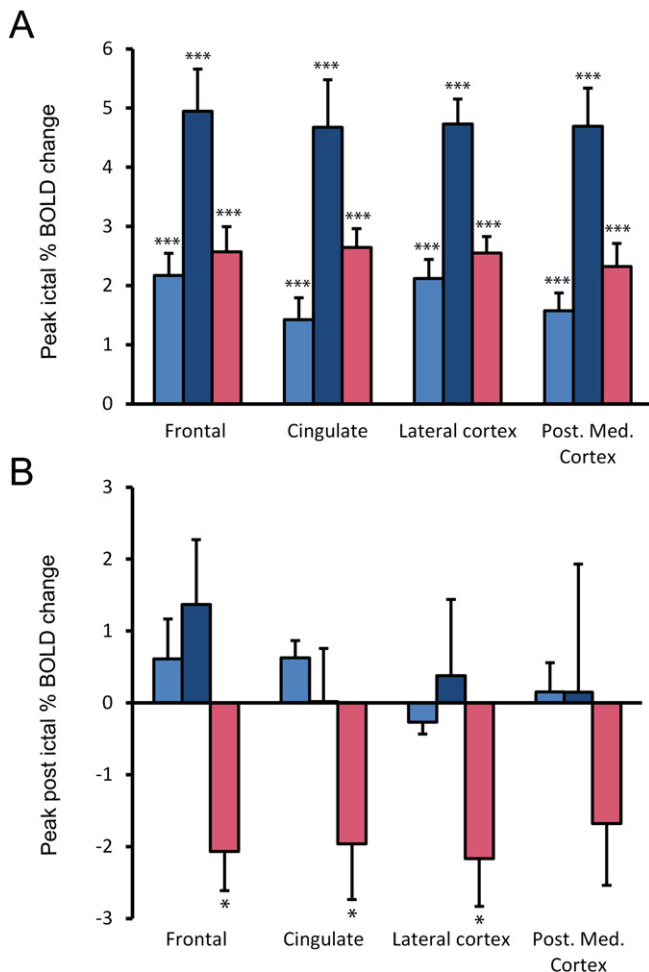 A
Peak ictal % BOLD change
6
5
4
3
2
1
0
*** *** *** ***
*** *** *** ***
*** *** *** ***
Frontal Cingulate Lateral cortex Post. Med.
Cortex
B
Peak post ictal % BOLD change
3
2
1
0
-1
-2
-3
* * *
Frontal Cingulate Lateral cortex Post. Med.
Cortex